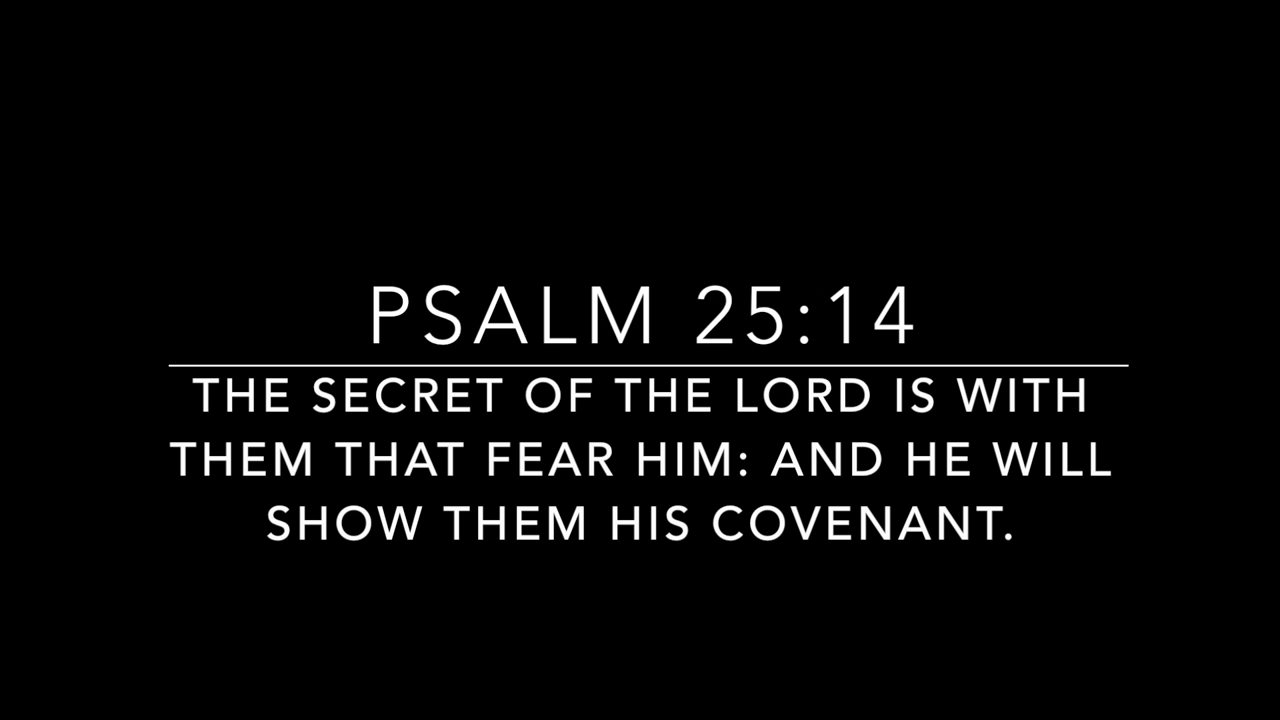 PSALM 25:14
THE SECRET OF THE LORD IS WITH
THEM THAT FEAR HIM: AND HE WILL
SHOW THEM HIS COVENANT.